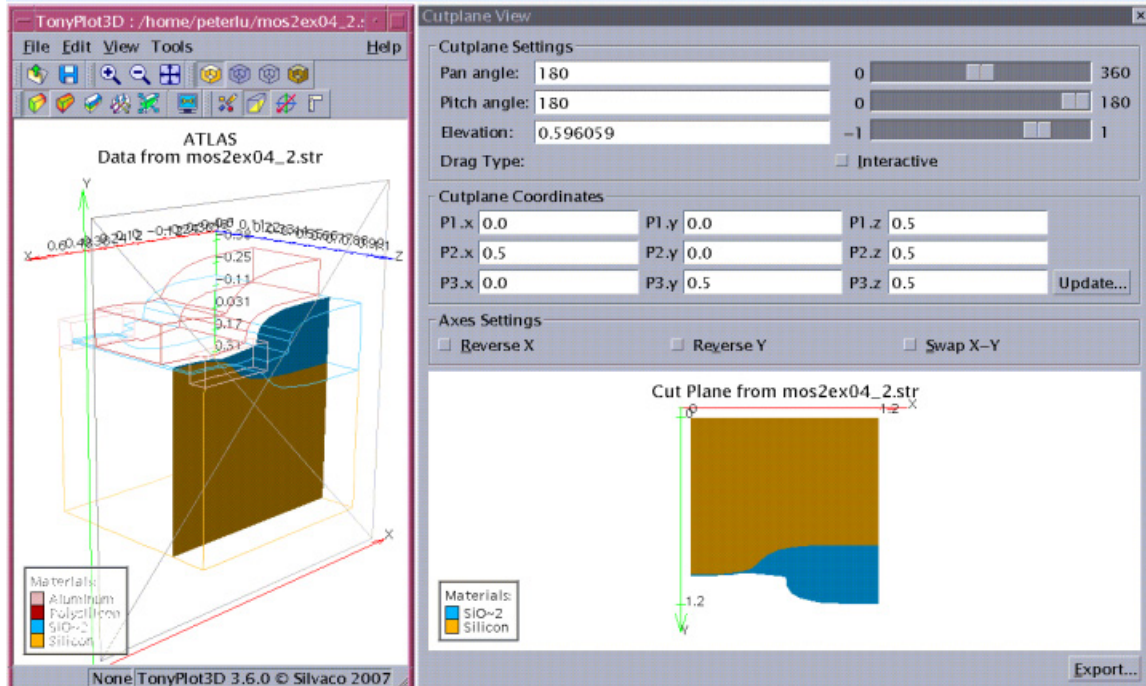 TonyPlot3D : /home/peterlu/mos2ex04_2.s
File Edit View Tools Help
ATLAS
Data from mos2ex04_2.str
Y
X
Z
-0.25
-0.11
0.031
0.17
0.31
X
Materials:
Aluminum
Polysilicon
SiO~2
Silicon
None TonyPlot3D 3.6.0 © Silvaco 2007
Cutplane View
Cutplane Settings
Pan angle: 180 0 360
Pitch angle: 180 0 180
Elevation: 0.596059 -1 1
Drag Type: Interactive
Cutplane Coordinates
P1.x 0.0 P1.y 0.0 P1.z 0.5
P2.x 0.5 P2.y 0.0 P2.z 0.5
P3.x 0.0 P3.y 0.5 P3.z 0.5 Update...
Axes Settings
Reverse X Reverse Y Swap X-Y
Cut Plane from mos2ex04_2.str
0 1.2 X
0
1.2
Y
Materials:
SiO~2
Silicon
Export...